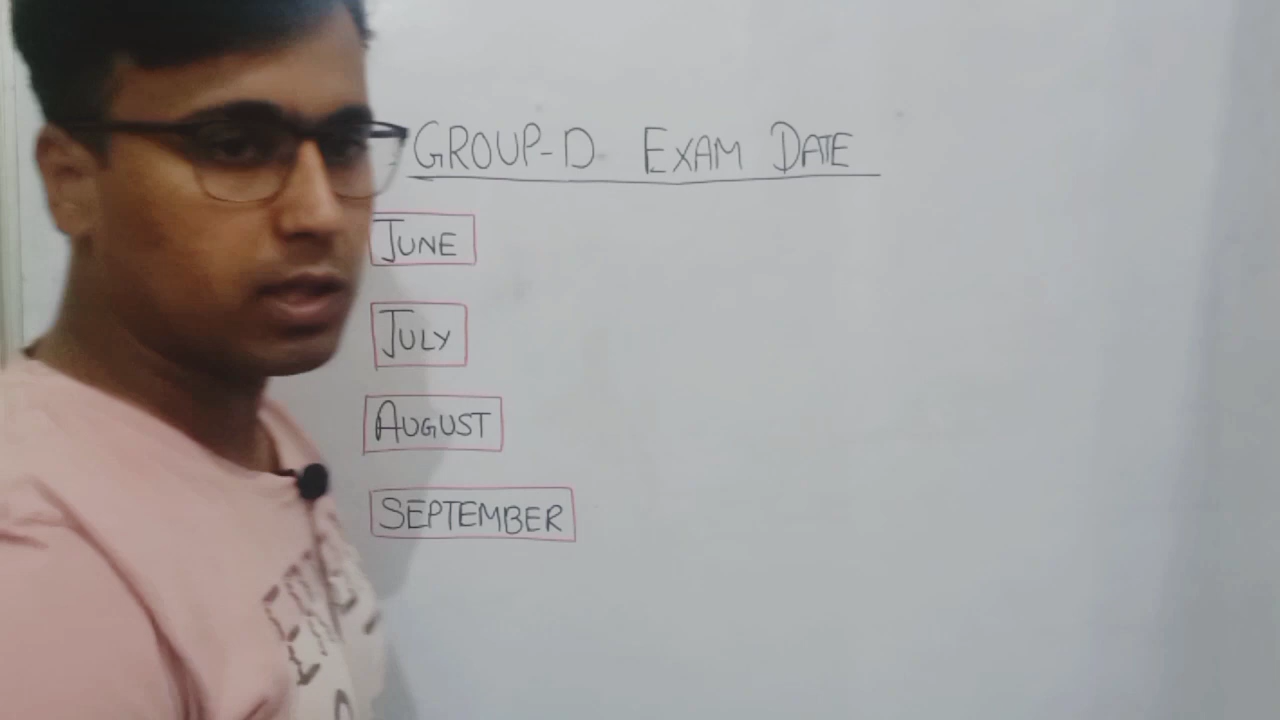 GROUP-D EXAM DATE
JUNE
JULY
AUGUST
SEPTEMBER